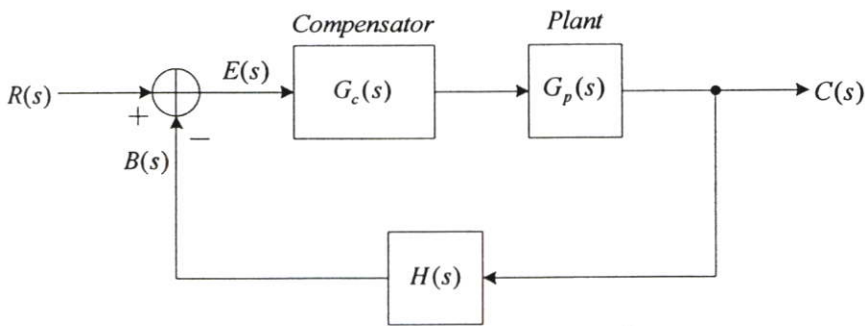 Compensator
Plant
R(s)
+
E(s)
G_c(s)
G_p(s)
C(s)
−
B(s)
H(s)